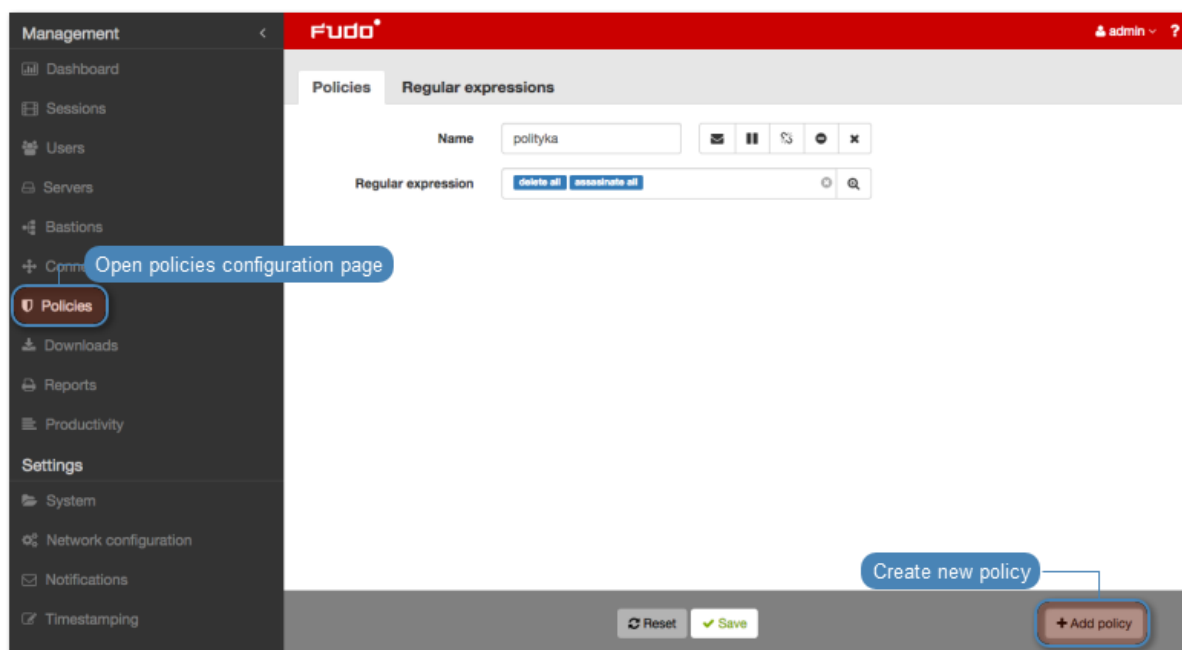 Management
Dashboard
Sessions
Users
Servers
Bastions
Conne
Policies
Downloads
Reports
Productivity
Settings
System
Network configuration
Notifications
Timestamping
FUDO
admin ?
Policies Regular expressions
Name polityka
Regular expression delete all assasinate all
Open policies configuration page
Create new policy
Reset Save
+ Add policy